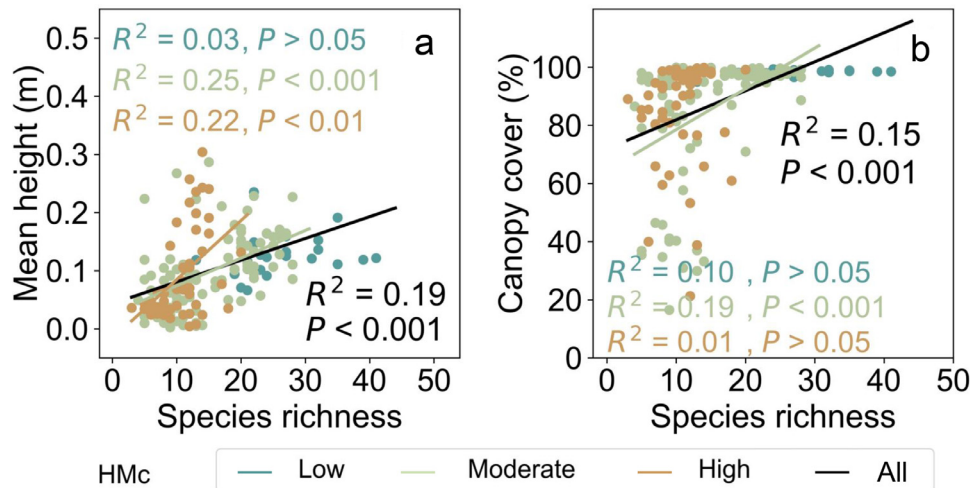 a
R² = 0.03, P > 0.05
R² = 0.25, P < 0.001
R² = 0.22, P < 0.01
R² = 0.19
P < 0.001
Mean height (m)
0.5
0.4
0.3
0.2
0.1
0.0
0 10 20 30 40 50
Species richness
b
R² = 0.15
P < 0.001
R² = 0.10 , P > 0.05
R² = 0.19 , P < 0.001
R² = 0.01 , P > 0.05
Canopy cover (%)
100
80
60
40
20
0
0 10 20 30 40 50
Species richness
HMc Low Moderate High All